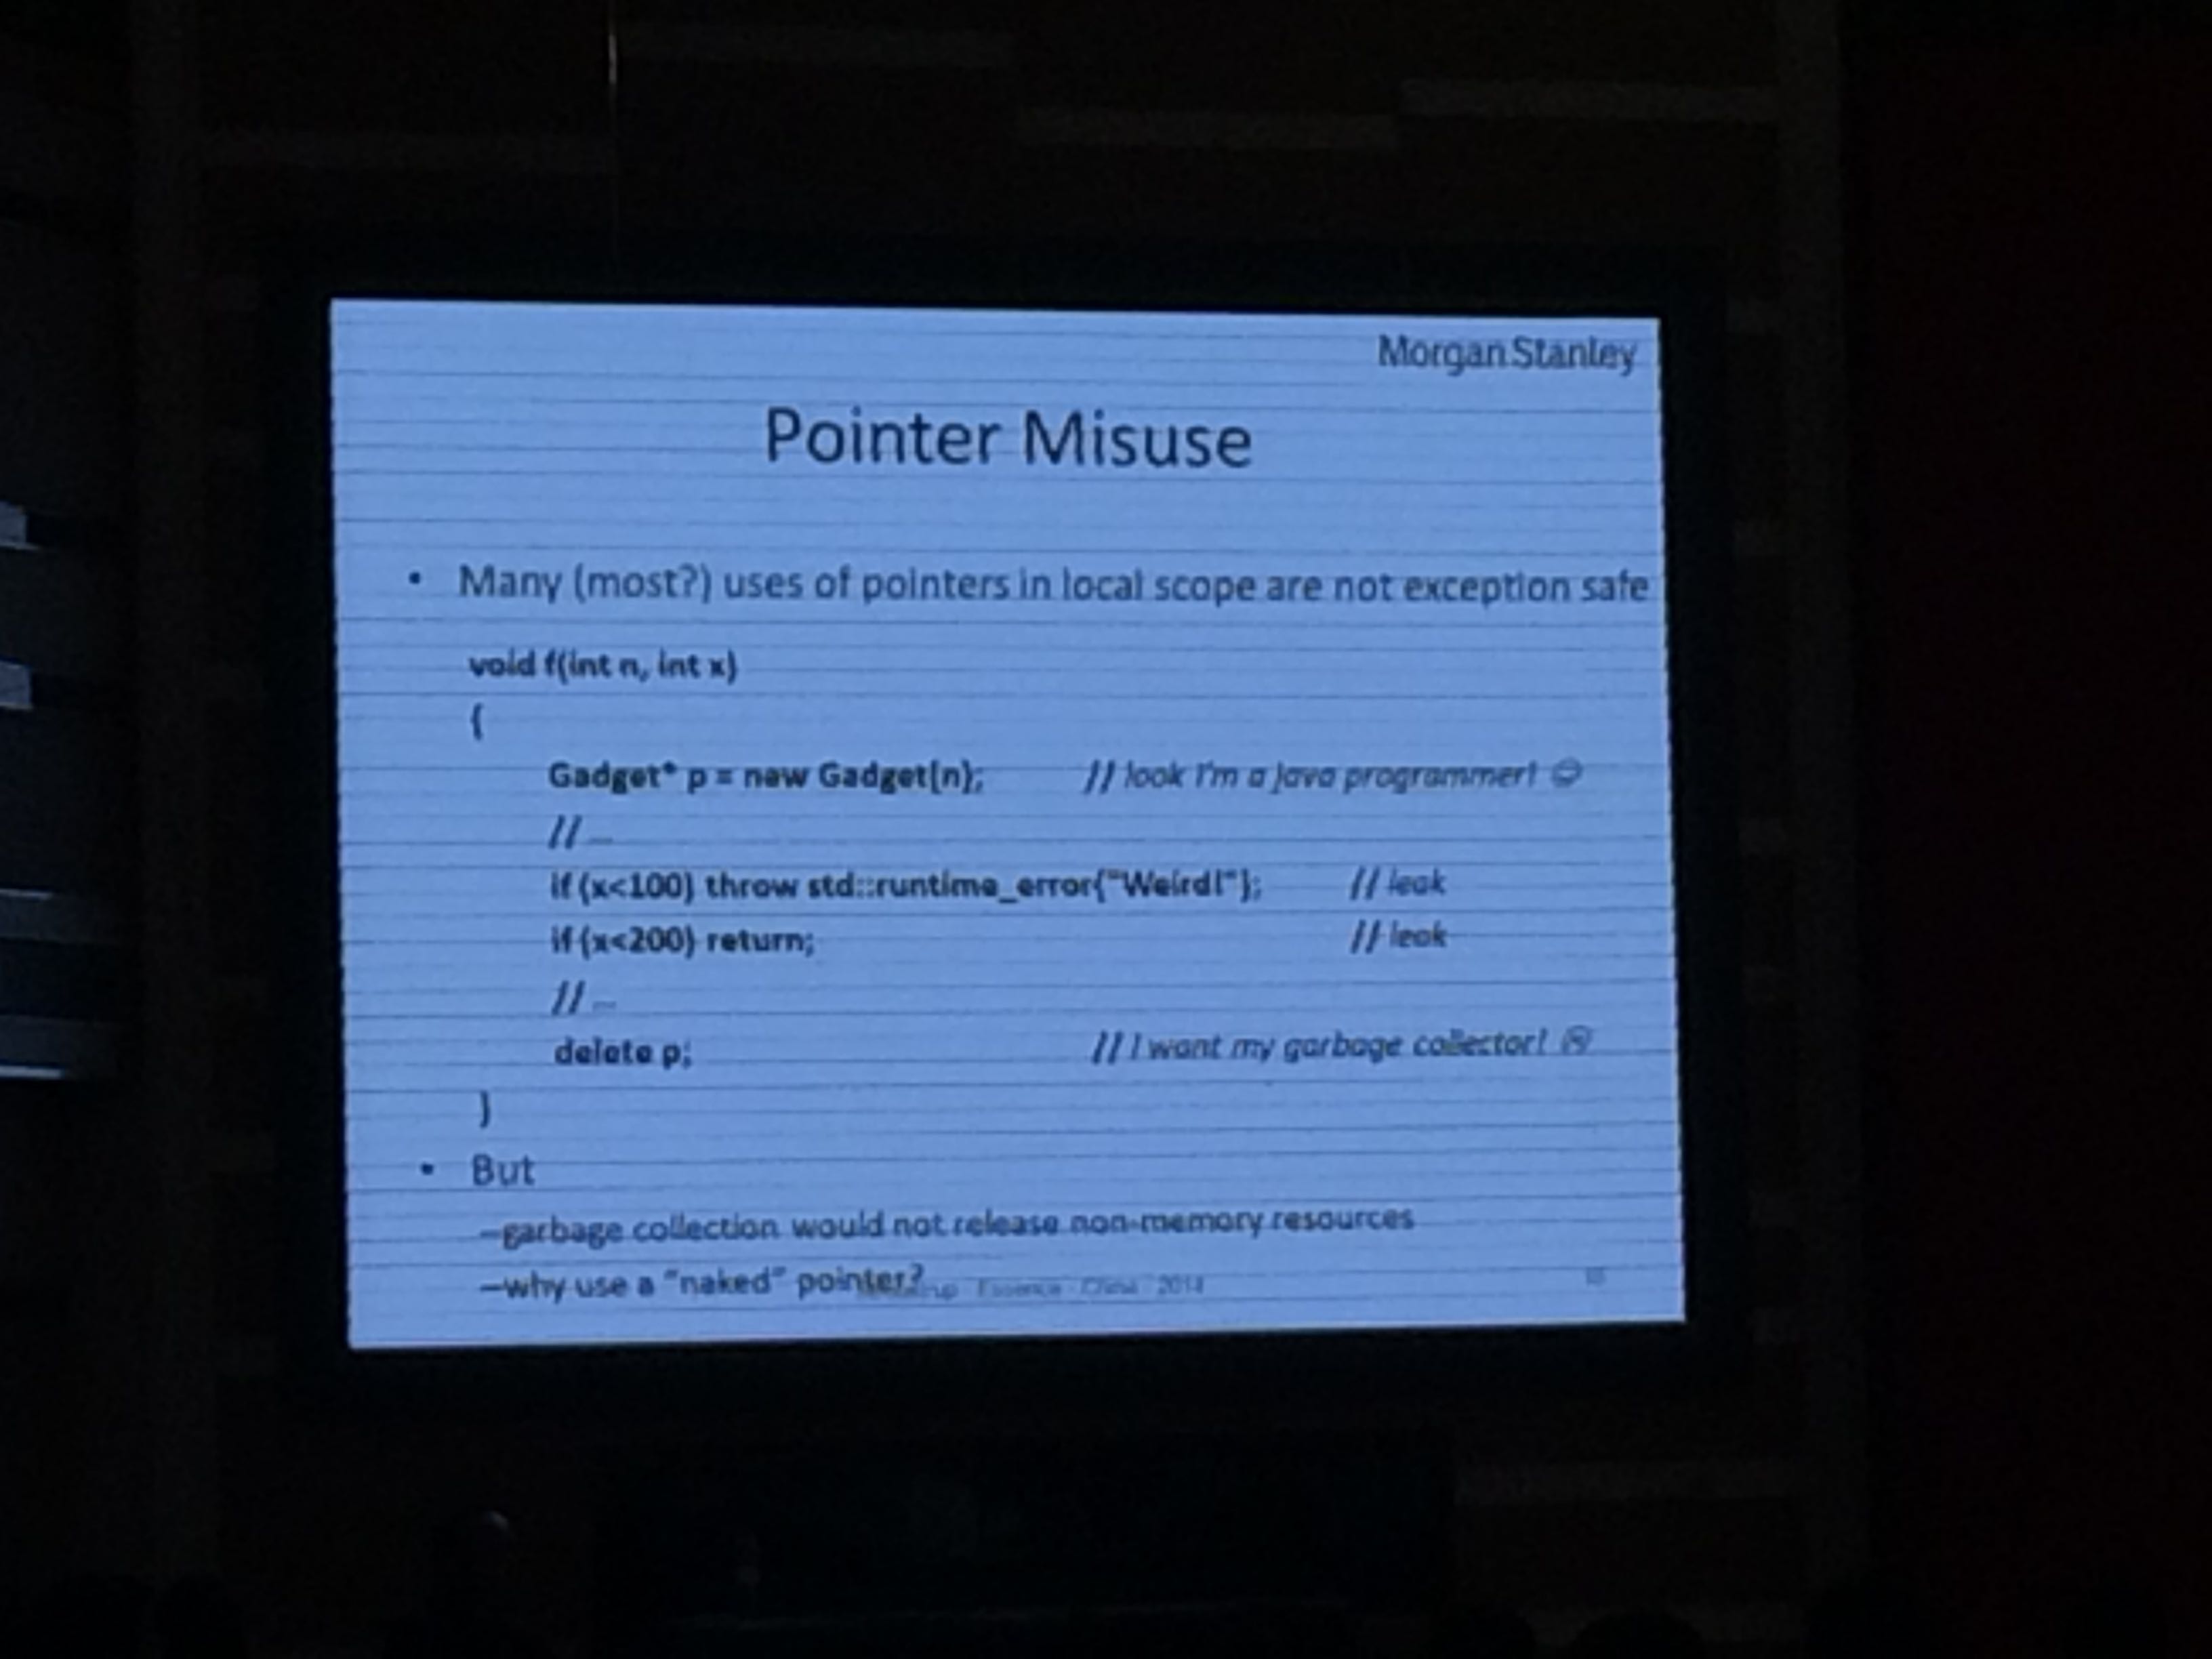 Morgan Stanley
Pointer Misuse
• Many (most?) uses of pointers in local scope are not exception safe
void f(int n, int x)
{
Gadget* p = new Gadget{n}; // look I'm a java programmer! ☺
// ...
if (x<100) throw std::runtime_error{"Weird!"}; // leak
if (x<200) return; // leak
// ...
delete p; // I want my garbage collector! ☹
}
• But
–garbage collection would not release non-memory resources
–why use a "naked" pointer?
Essence - China 2014